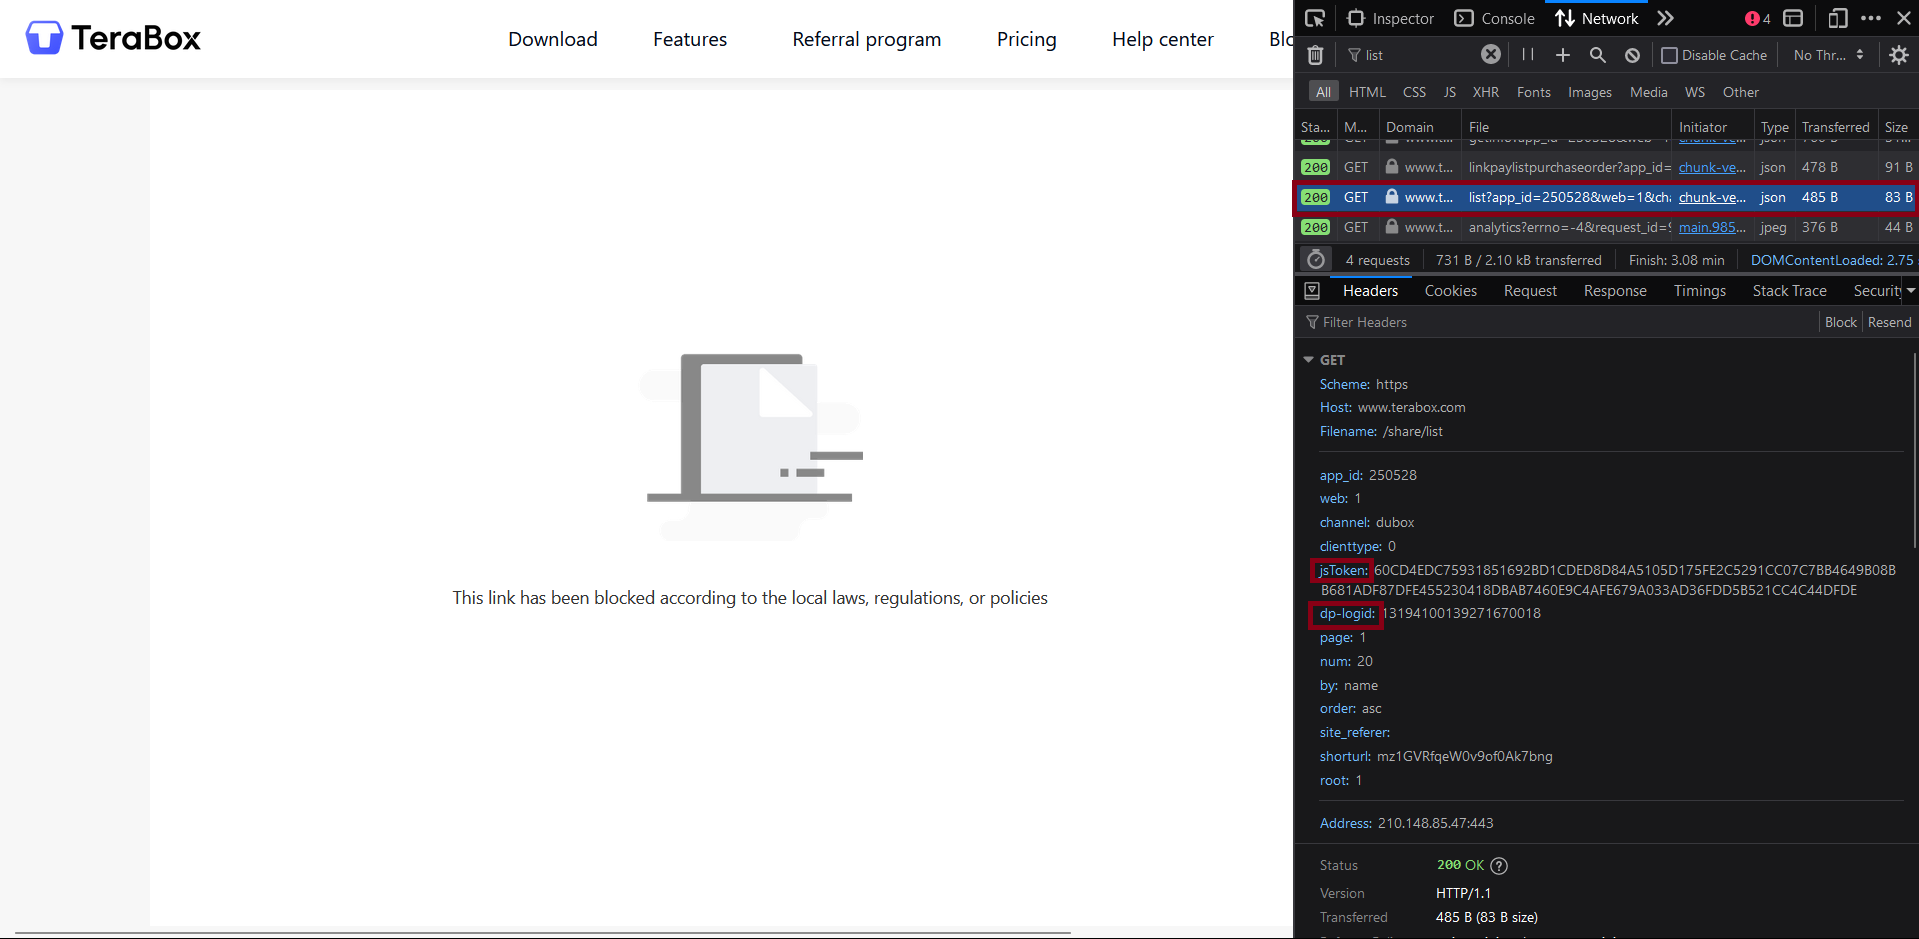 TeraBox
Download Features Referral program Pricing Help center Blo
This link has been blocked according to the local laws, regulations, or policies
Inspector Console Network 4
list Disable Cache No Thr...
All HTML CSS JS XHR Fonts Images Media WS Other
Sta... M... Domain File Initiator Type Transferred Size
200 GET www.t... linkpaylistpurchaseorder?app_id= chunk-ve... json 478 B 91 B
200 GET www.t... list?app_id=250528&web=1&cha chunk-ve... json 485 B 83 B
200 GET www.t... analytics?errno=-4&request_id=9 main.985... jpeg 376 B 44 B
4 requests 731 B / 2.10 kB transferred Finish: 3.08 min DOMContentLoaded: 2.75
Headers Cookies Request Response Timings Stack Trace Security
Filter Headers Block Resend
GET
Scheme: https
Host: www.terabox.com
Filename: /share/list
app_id: 250528
web: 1
channel: dubox
clienttype: 0
jsToken: 60CD4EDC75931851692BD1CDED8D84A5105D175FE2C5291CC07C7BB4649B08B
B681ADF87DFE455230418DBAB7460E9C4AFE679A033AD36FDD5B521CC4C44DFDE
dp-logid: 13194100139271670018
page: 1
num: 20
by: name
order: asc
site_referer:
shorturl: mz1GVRfqeW0v9of0Ak7bng
root: 1
Address: 210.148.85.47:443
Status 200 OK
Version HTTP/1.1
Transferred 485 B (83 B size)